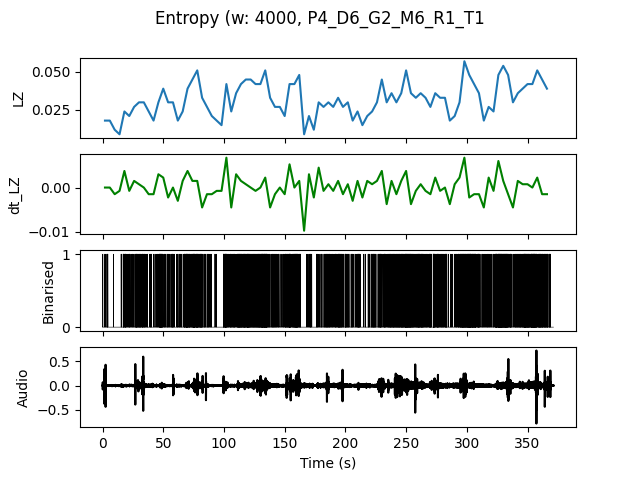 Entropy (w: 4000, P4_D6_G2_M6_R1_T1
LZ
0.050
0.025
dt_LZ
0.00
−0.01
Binarised
1
0
Audio
0.5
0.0
−0.5
0 50 100 150 200 250 300 350
Time (s)